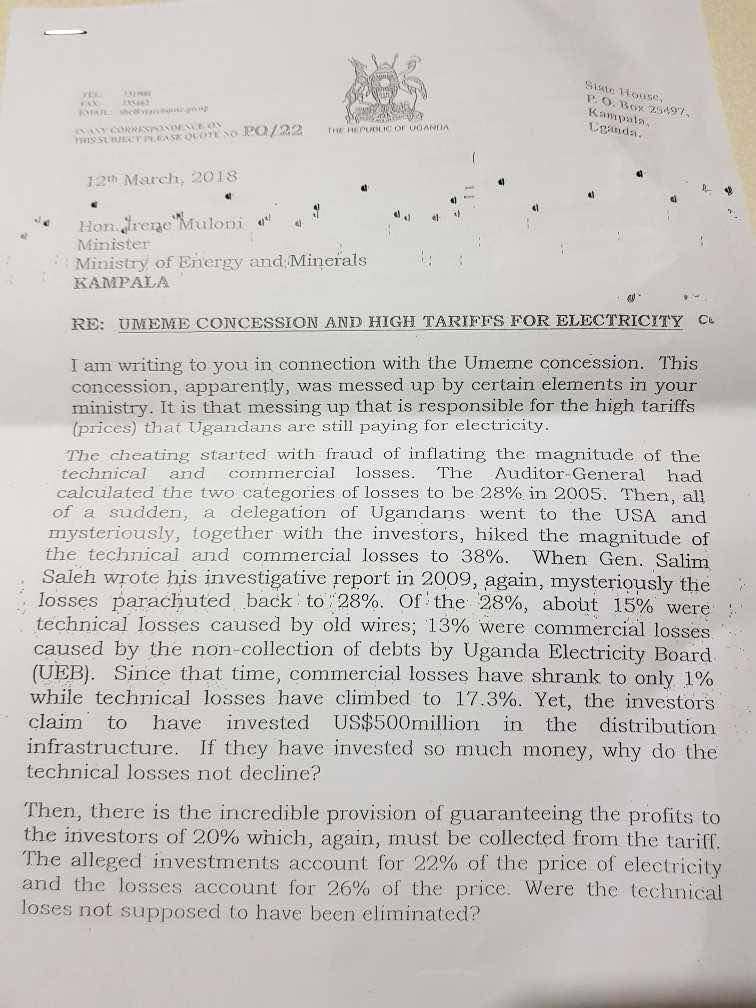 TEL:
FAX:
EMAIL:
IN ANY CORRESPONDENCE ON
THIS SUBJECT PLEASE QUOTE NO PO/22
THE REPUBLIC OF UGANDA
State House,
P. O. Box 25497,
Kampala,
Uganda.
12th March, 2018
Hon. Irene Muloni
Minister
Ministry of Energy and Minerals
KAMPALA
RE: UMEME CONCESSION AND HIGH TARIFFS FOR ELECTRICITY
I am writing to you in connection with the Umeme concession. This
concession, apparently, was messed up by certain elements in your
ministry. It is that messing up that is responsible for the high tariffs
(prices) that Ugandans are still paying for electricity.
The cheating started with fraud of inflating the magnitude of the
technical and commercial losses. The Auditor-General had
calculated the two categories of losses to be 28% in 2005. Then, all
of a sudden, a delegation of Ugandans went to the USA and
mysteriously, together with the investors, hiked the magnitude of
the technical and commercial losses to 38%. When Gen. Salim
Saleh wrote his investigative report in 2009, again, mysteriously the
losses parachuted back to 28%. Of the 28%, about 15% were
technical losses caused by old wires; 13% were commercial losses
caused by the non-collection of debts by Uganda Electricity Board
(UEB). Since that time, commercial losses have shrank to only 1%
while technical losses have climbed to 17.3%. Yet, the investors
claim to have invested US$500million in the distribution
infrastructure. If they have invested so much money, why do the
technical losses not decline?
Then, there is the incredible provision of guaranteeing the profits to
the investors of 20% which, again, must be collected from the tariff.
The alleged investments account for 22% of the price of electricity
and the losses account for 26% of the price. Were the technical
loses not supposed to have been eliminated?